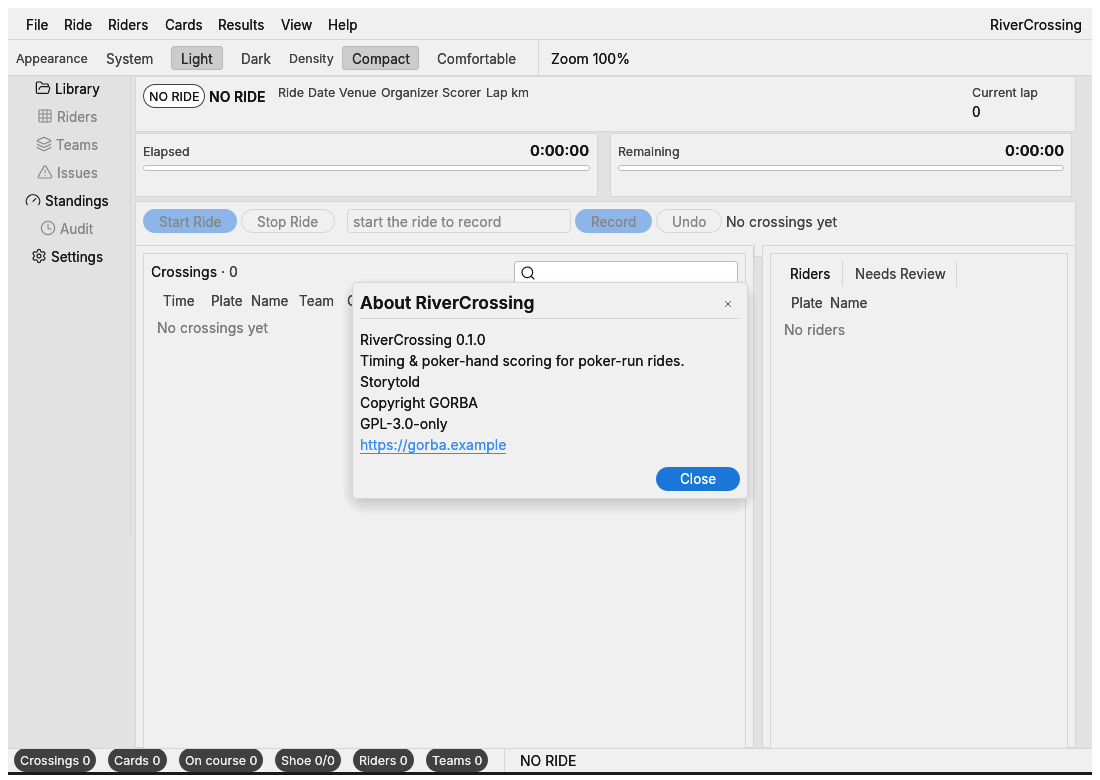 File Ride Riders Cards Results View Help RiverCrossing
Appearance System Light Dark Density Compact Comfortable Zoom 100%
Library
Riders
Teams
Issues
Standings
Audit
Settings
NO RIDE NO RIDE Ride Date Venue Organizer Scorer Lap km
Current lap
0
Elapsed 0:00:00
Remaining 0:00:00
Start Ride Stop Ride start the ride to record Record Undo No crossings yet
Crossings · 0
Time Plate Name Team
No crossings yet
Riders Needs Review
Plate Name
No riders
About RiverCrossing ×
RiverCrossing 0.1.0
Timing & poker-hand scoring for poker-run rides.
Storytold
Copyright GORBA
GPL-3.0-only
https://gorba.example
Close
Crossings 0 Cards 0 On course 0 Shoe 0/0 Riders 0 Teams 0 NO RIDE